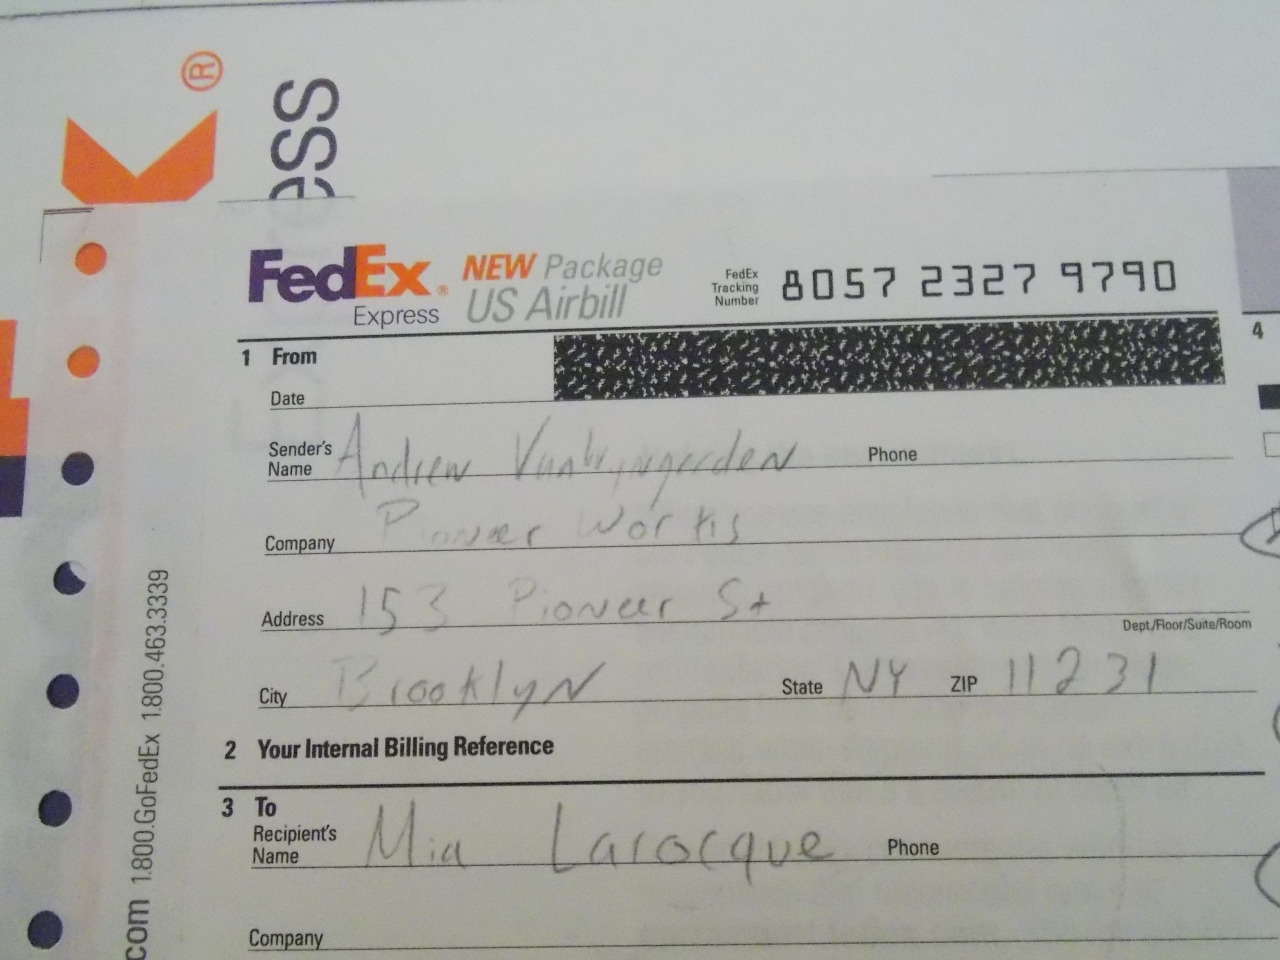 ®
ess
FedEx® NEW Package
Express US Airbill
FedEx Tracking Number 8057 2327 9790
1 From
Date
Sender's Name Andrew VanWyngarden Phone
Company Pioneer Works
Address 153 Pioneer St
Dept./Floor/Suite/Room
City Brooklyn State NY ZIP 11231
2 Your Internal Billing Reference
3 To
Recipient's Name Mia Larocque Phone
Company
4
com 1.800.GoFedEx 1.800.463.3339